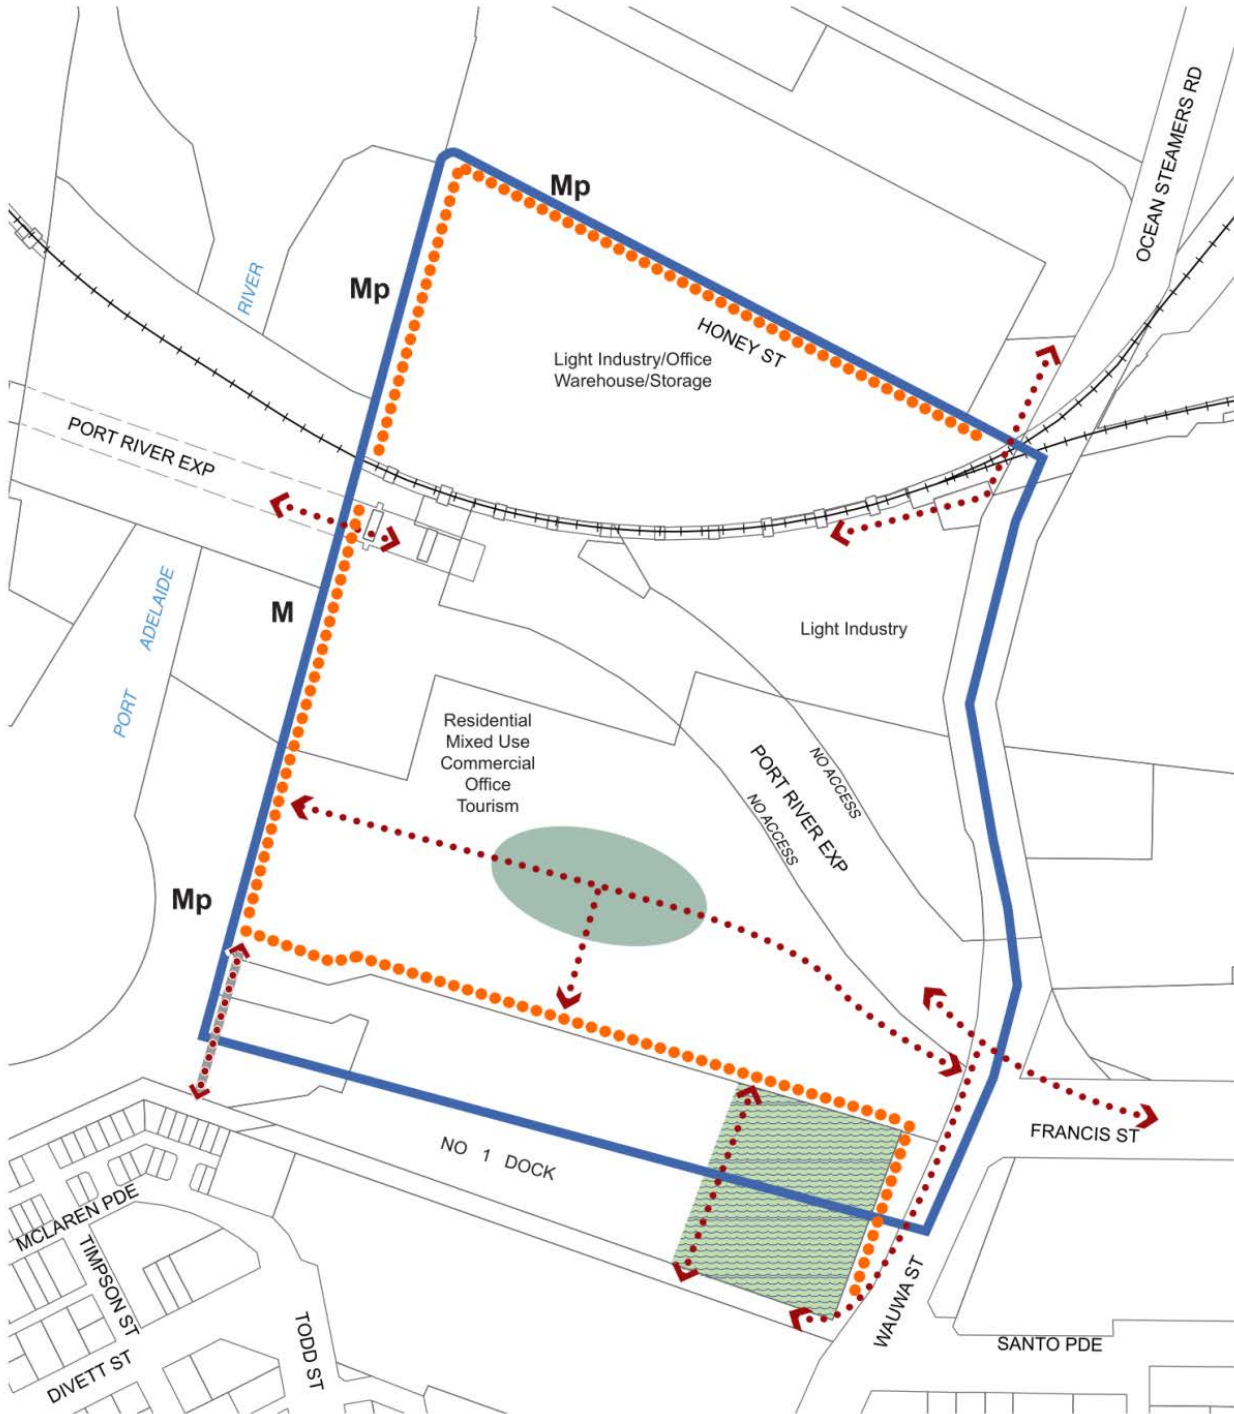 OCEAN STEAMERS RD
Mp
RIVER
Mp
HONEY ST
Light Industry/Office
Warehouse/Storage
PORT RIVER EXP
M
ADELAIDE
PORT
Light Industry
Residential
Mixed Use
Commercial
Office
Tourism
NO ACCESS
PORT RIVER EXP
NO ACCESS
Mp
FRANCIS ST
NO 1 DOCK
MCLAREN PDE
TIMPSON ST
WAUWA ST
TODD ST
SANTO PDE
DIVETT ST